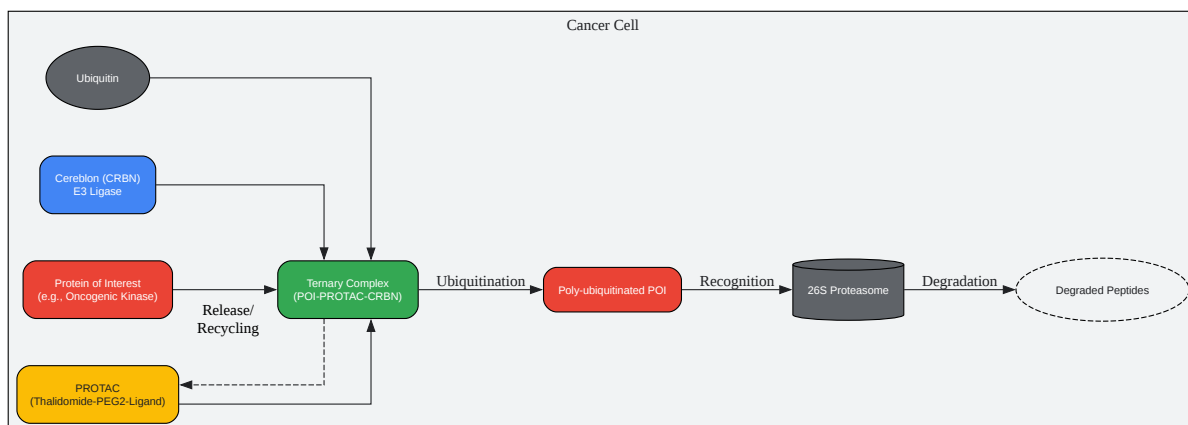 Cancer Cell
Ubiquitin
Cereblon (CRBN)
E3 Ligase
Protein of Interest
(e.g., Oncogenic Kinase)
Release/
Recycling
Ternary Complex
(POI-PROTAC-CRBN)
Ubiquitination
Poly-ubiquitinated POI
Recognition
26S Proteasome
Degradation
Degraded Peptides
PROTAC
(Thalidomide-PEG2-Ligand)